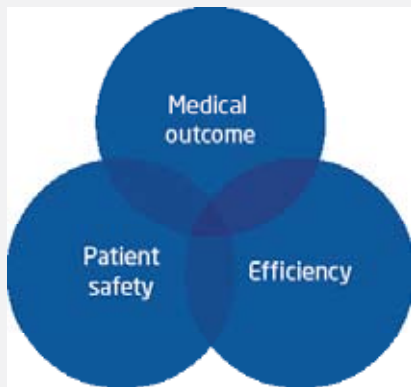 Medical
outcome
Patient
safety
Efficiency